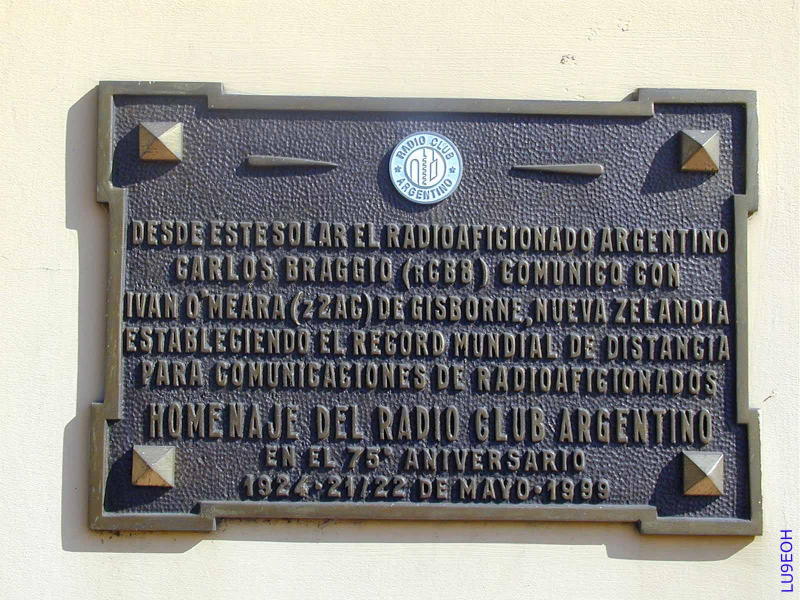 RADIO CLUB
ARGENTINO
DESDE ESTE SOLAR EL RADIOAFICIONADO ARGENTINO
CARLOS BRAGGIO (rCB8) COMUNICO CON
IVAN O'MEARA (Z2AC) DE GISBORNE, NUEVA ZELANDIA
ESTABLECIENDO EL RECORD MUNDIAL DE DISTANCIA
PARA COMUNICACIONES DE RADIOAFICIONADOS
HOMENAJE DEL RADIO CLUB ARGENTINO
EN EL 75° ANIVERSARIO
1924·21/22 DE MAYO·1999
LU9EOH